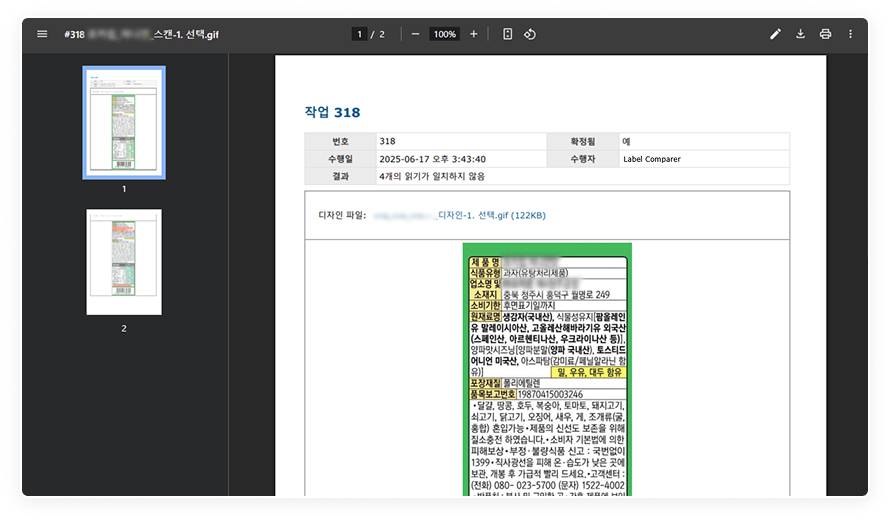 #318 _스캔-1. 선택.gif
1 / 2
100%
1
2
작업 318
번호 318 확정됨 예
수행일 2025-06-17 오후 3:43:40 수행자 Label Comparer
결과 4개의 읽기가 일치하지 않음
디자인 파일: _디자인-1. 선택.gif (122KB)
제 품 명
식품유형 과자(유탕처리제품)
업소명 및
소재지 충북 청주시 흥덕구 월명로 249
소비기한 후면표기일까지
원재료명 생감자(국내산), 식물성유지[팜올레인
유 말레이시아산, 고올레산해바라기유 외국산
(스페인산, 아르헨티나산, 우크라이나산 등)],
양파맛시즈닝[양파분말(양파 국내산), 토스티드
어니언 미국산, 아스파탐(감미료/페닐알라닌 함
유)] 밀, 우유, 대두 함유
포장재질 폴리에틸렌
품목보고번호 19870415003246
•달걀, 땅콩, 호두, 복숭아, 토마토, 돼지고기,
쇠고기, 닭고기, 오징어, 새우, 게, 조개류(굴,
홍합) 혼입가능•제품의 신선도 보존을 위해
질소충전 하였습니다.•소비자 기본법에 의한
피해보상•부정·불량식품 신고 : 국번없이
1399•직사광선을 피해 온·습도가 낮은 곳에
보관, 개봉 후 가급적 빨리 드세요.•고객센터 :
(전화) 080- 023-5700 (문자) 1522-4002